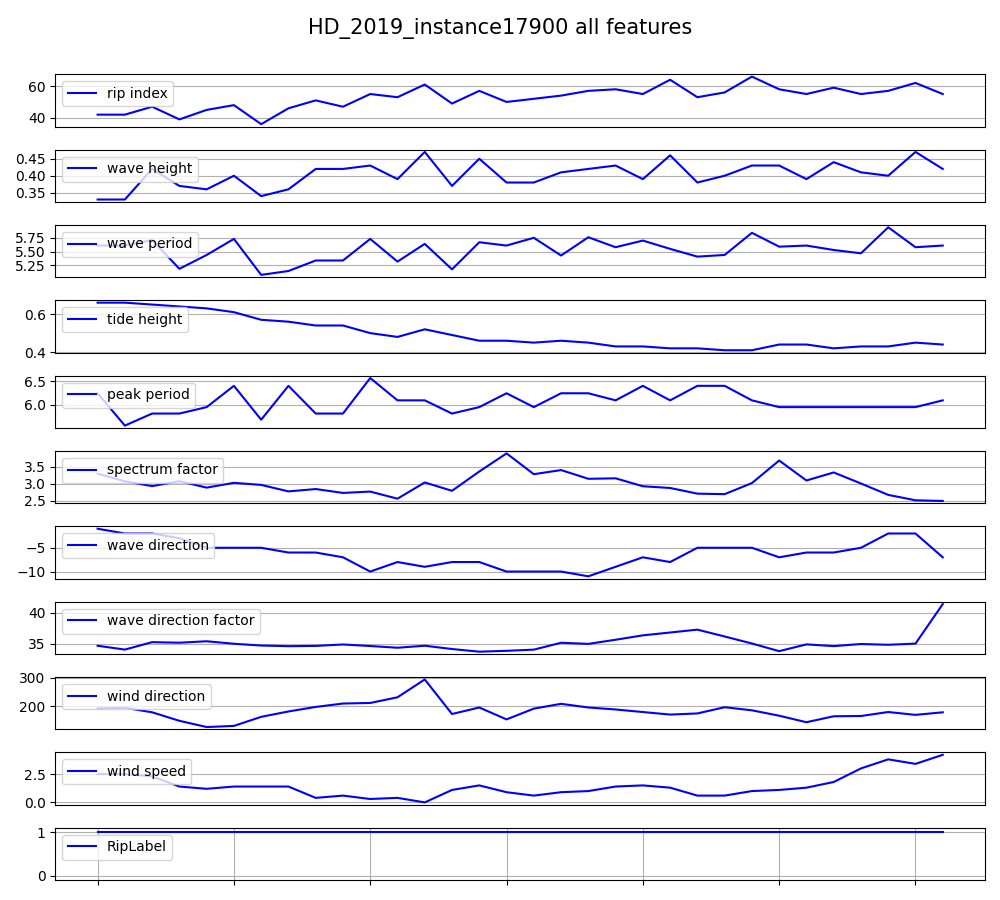 HD_2019_instance17900 all features
60
40
rip index
0.45
0.40
0.35
wave height
5.75
5.50
5.25
wave period
0.6
0.4
tide height
6.5
6.0
peak period
3.5
3.0
2.5
spectrum factor
−5
−10
wave direction
40
35
wave direction factor
300
200
wind direction
2.5
0.0
wind speed
1
0
RipLabel